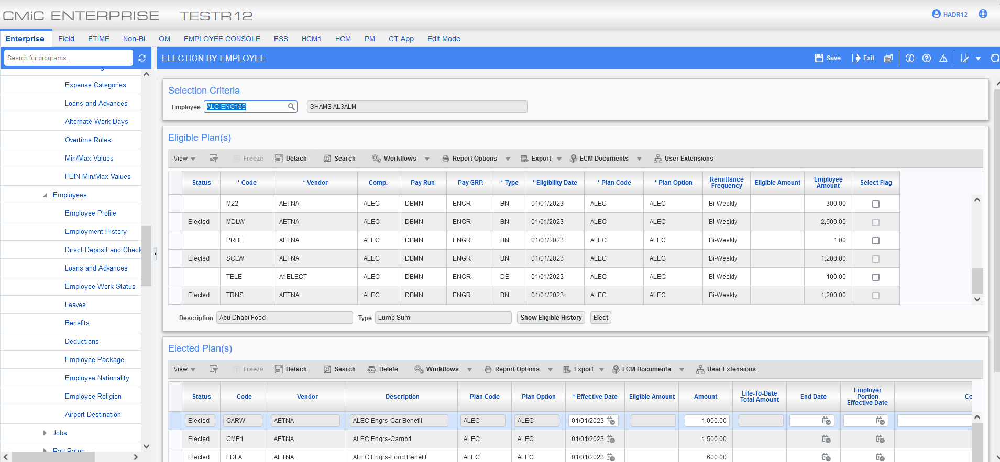 CMiC ENTERPRISE TESTR12
HADR12
Enterprise Field ETIME Non-BI OM EMPLOYEE CONSOLE ESS HCM1 HCM PM CT App Edit Mode
Search for programs...
ELECTION BY EMPLOYEE
Save Exit
Expense Categories
Loans and Advances
Alternate Work Days
Overtime Rules
Min/Max Values
FEIN Min/Max Values
Employees
Employee Profile
Employment History
Direct Deposit and Check
Loans and Advances
Employee Work Status
Leaves
Benefits
Deductions
Employee Package
Employee Nationality
Employee Religion
Airport Destination
Jobs
Pay Rates
Selection Criteria
Employee ALC-ENG169 SHAMS AL3ALM
Eligible Plan(s)
View Freeze Detach Search Workflows Report Options Export ECM Documents User Extensions
Status * Code * Vendor Comp. Pay Run Pay GRP. * Type * Eligibility Date * Plan Code * Plan Option Remittance Frequency Eligible Amount Employee Amount Select Flag
M22 AETNA ALEC DBMN ENGR BN 01/01/2023 ALEC ALEC Bi-Weekly 300.00
Elected MDLW AETNA ALEC DBMN ENGR BN 01/01/2023 ALEC ALEC Bi-Weekly 2,500.00
PRBE AETNA ALEC DBMN ENGR BN 01/01/2023 ALEC ALEC Bi-Weekly 1.00
Elected SCLW AETNA ALEC DBMN ENGR BN 01/01/2023 ALEC ALEC Bi-Weekly 1,200.00
TELE A1ELECT ALEC DBMN ENGR DE 01/01/2023 ALEC ALEC Bi-Weekly 100.00
Elected TRNS AETNA ALEC DBMN ENGR BN 01/01/2023 ALEC ALEC Bi-Weekly 1,200.00
Description Abu Dhabi Food Type Lump Sum Show Eligible History Elect
Elected Plan(s)
View Freeze Detach Search Delete Workflows Report Options Export ECM Documents User Extensions
Status Code Vendor Description Plan Code Plan Option * Effective Date Eligible Amount Amount Life-To-Date Total Amount End Date Employer Portion Effective Date Co
Elected CARW AETNA ALEC Engrs-Car Benefit ALEC ALEC 01/01/2023 1,000.00
Elected CMP1 AETNA ALEC Engrs-Camp1 ALEC ALEC 01/01/2023 1,500.00
Elected FDLA AETNA ALEC Engrs-Food Benefit ALEC ALEC 01/01/2023 600.00